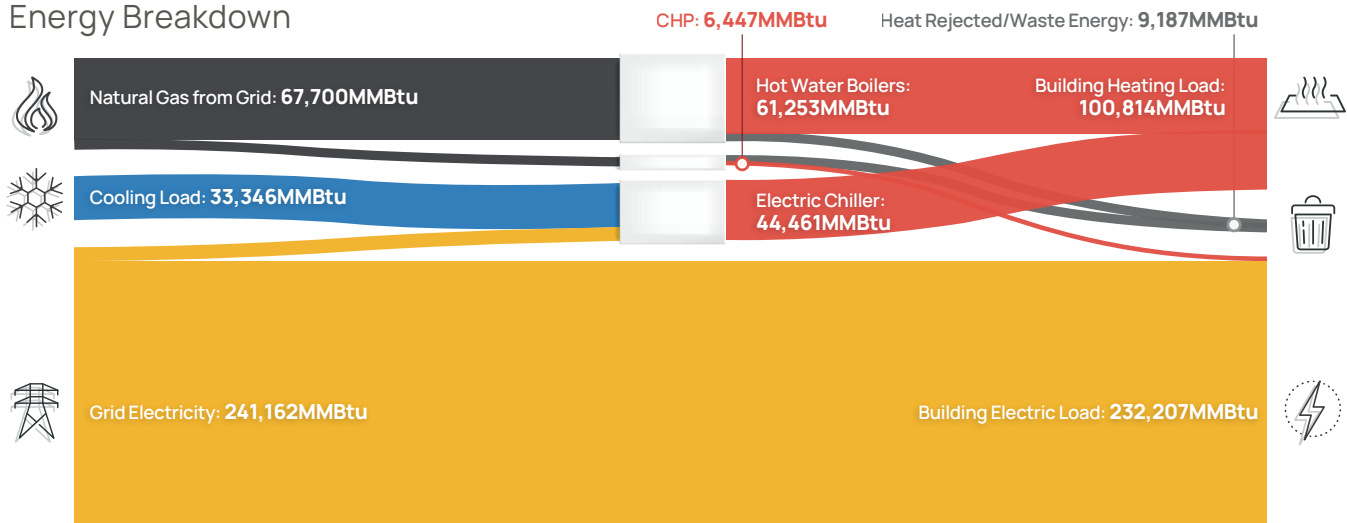 Energy Breakdown
CHP: 6,447MMBtu
Heat Rejected/Waste Energy: 9,187MMBtu
Natural Gas from Grid: 67,700MMBtu
Hot Water Boilers:
61,253MMBtu
Building Heating Load:
100,814MMBtu
Cooling Load: 33,346MMBtu
Electric Chiller:
44,461MMBtu
Grid Electricity: 241,162MMBtu
Building Electric Load: 232,207MMBtu